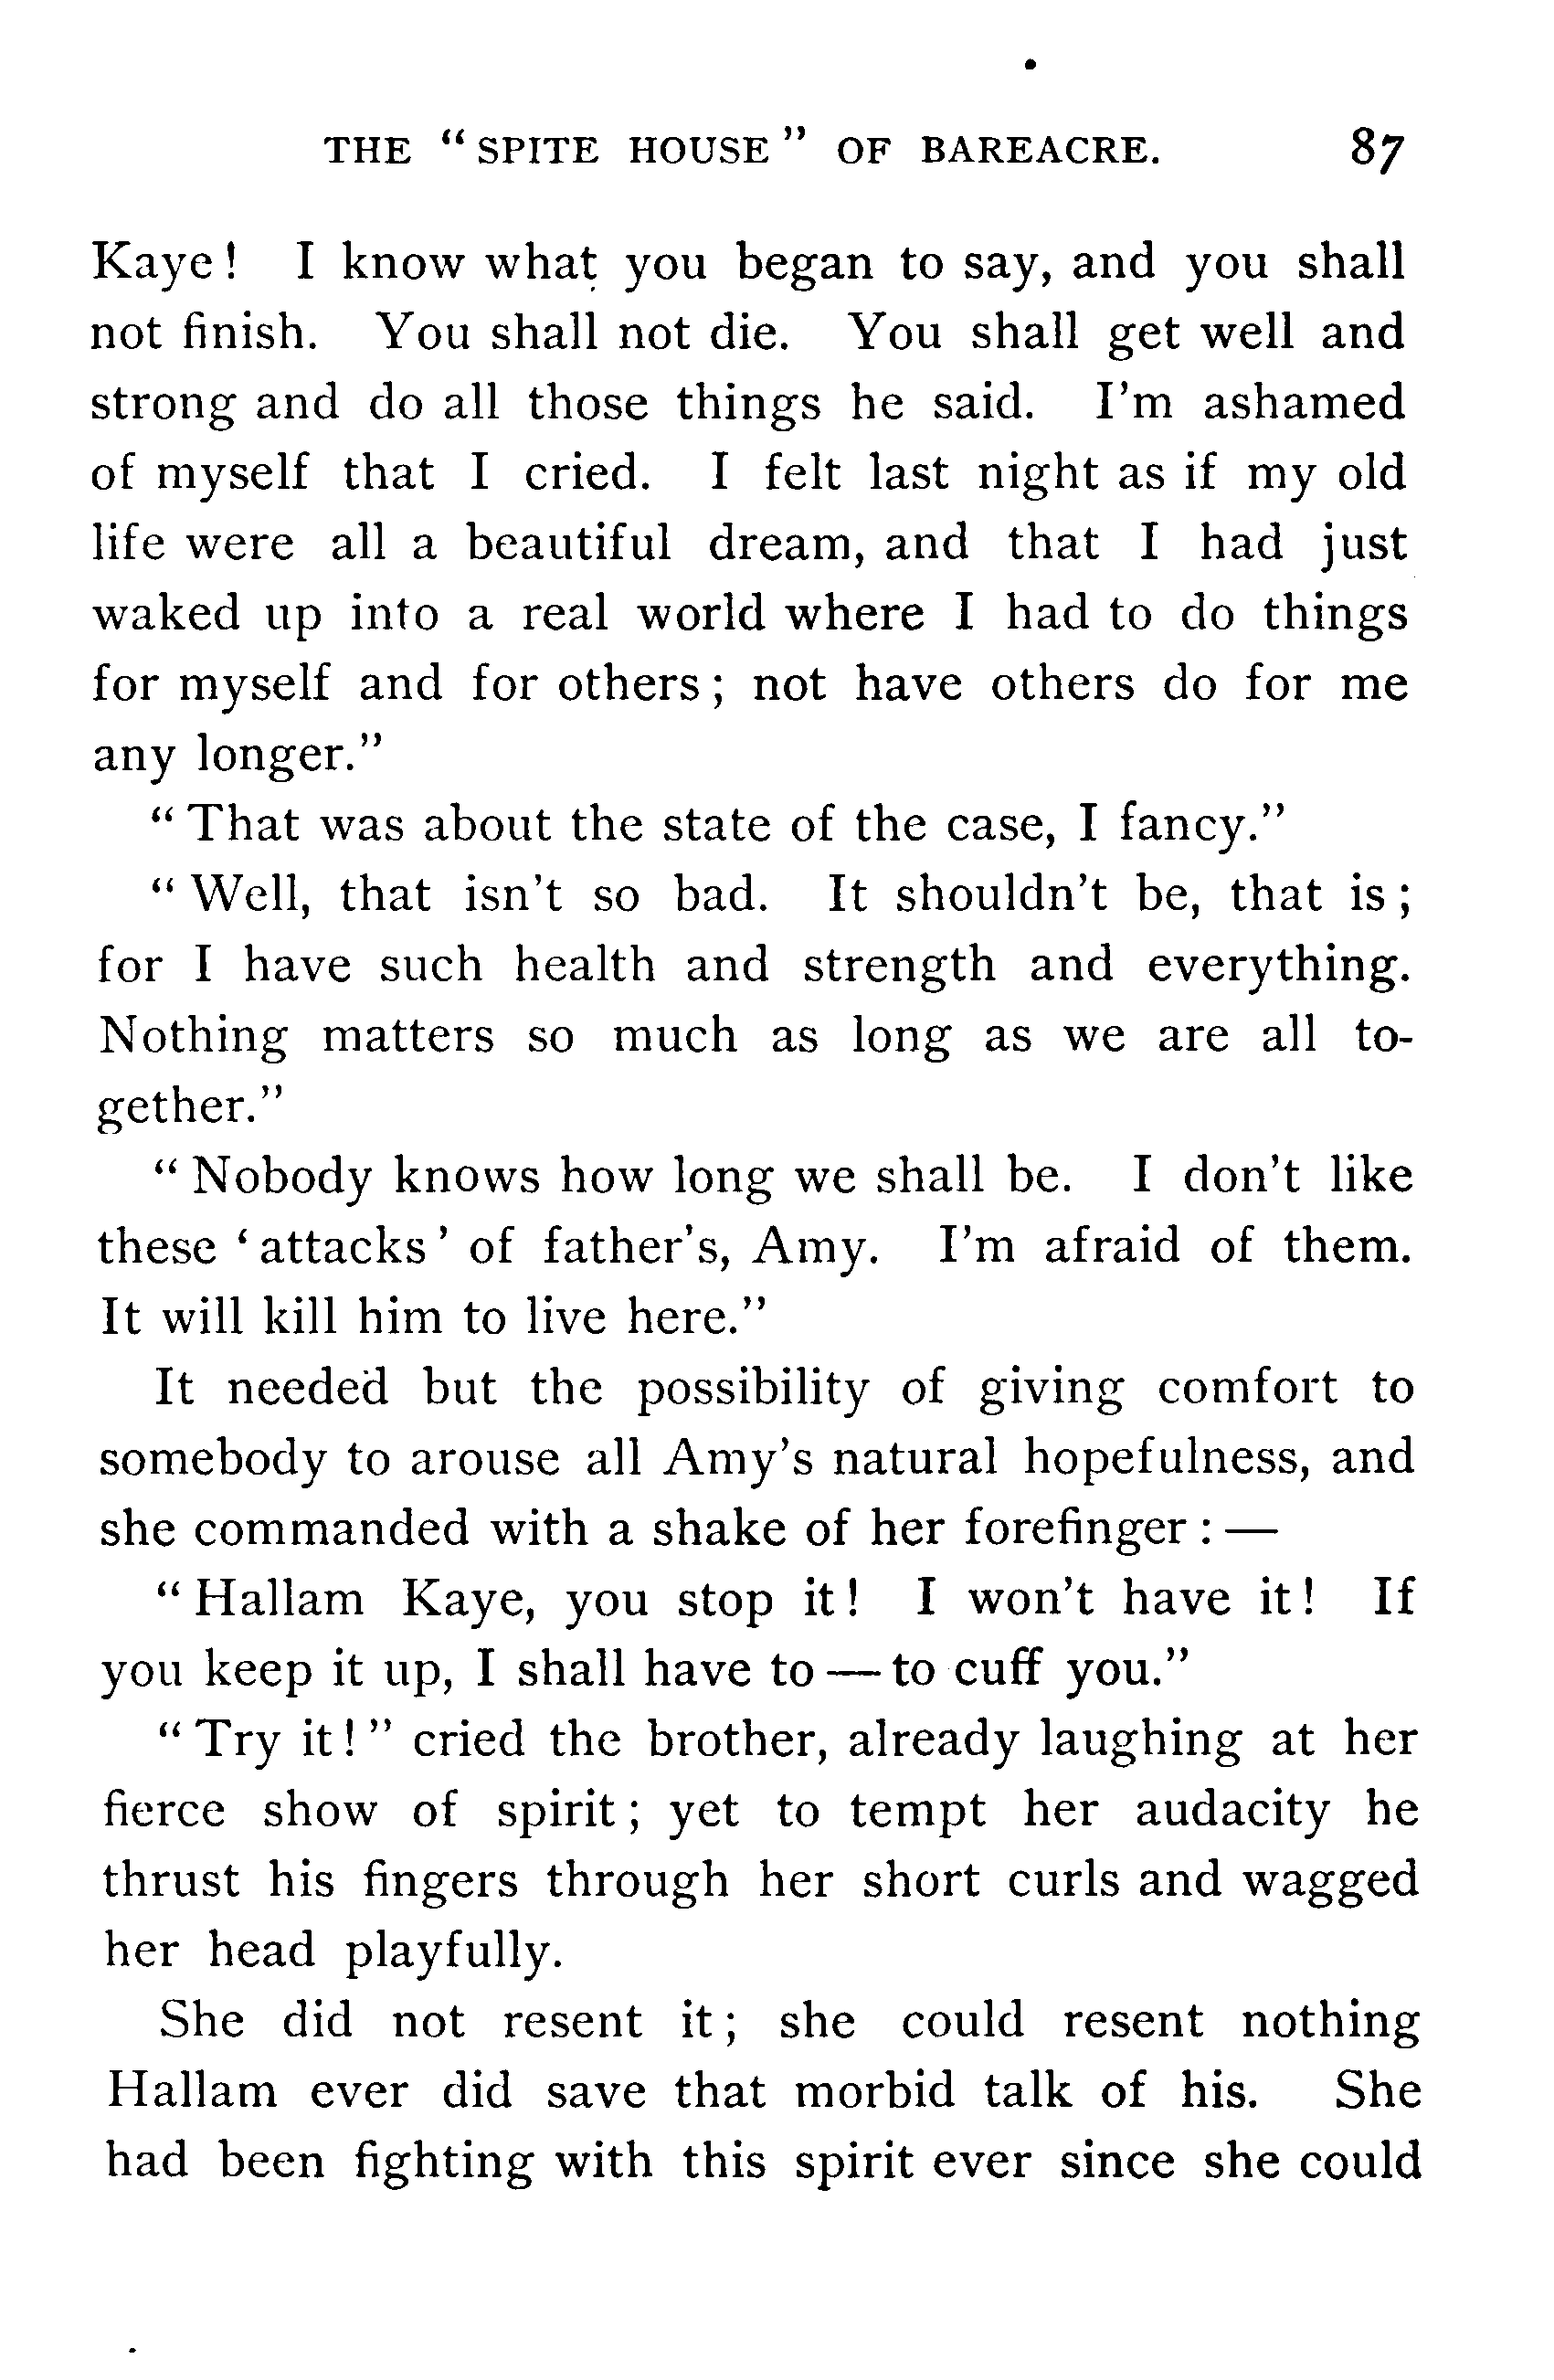 THE “SPITE HOUSE” OF BAREACRE. 87
Kaye! I know what you began to say, and you shall
not finish. You shall not die. You shall get well and
strong and do all those things he said. I’m ashamed
of myself that I cried. I felt last night as if my old
life were all a beautiful dream, and that I had just
waked up into a real world where I had to do things
for myself and for others; not have others do for me
any longer.”
“That was about the state of the case, I fancy.”
“Well, that isn’t so bad. It shouldn’t be, that is;
for I have such health and strength and everything.
Nothing matters so much as long as we are all to-
gether.”
“Nobody knows how long we shall be. I don’t like
these ‘attacks’ of father’s, Amy. I’m afraid of them.
It will kill him to live here.”
It needed but the possibility of giving comfort to
somebody to arouse all Amy’s natural hopefulness, and
she commanded with a shake of her forefinger:—
“Hallam Kaye, you stop it! I won’t have it! If
you keep it up, I shall have to—to cuff you.”
“Try it!” cried the brother, already laughing at her
fierce show of spirit; yet to tempt her audacity he
thrust his fingers through her short curls and wagged
her head playfully.
She did not resent it; she could resent nothing
Hallam ever did save that morbid talk of his. She
had been fighting with this spirit ever since she could